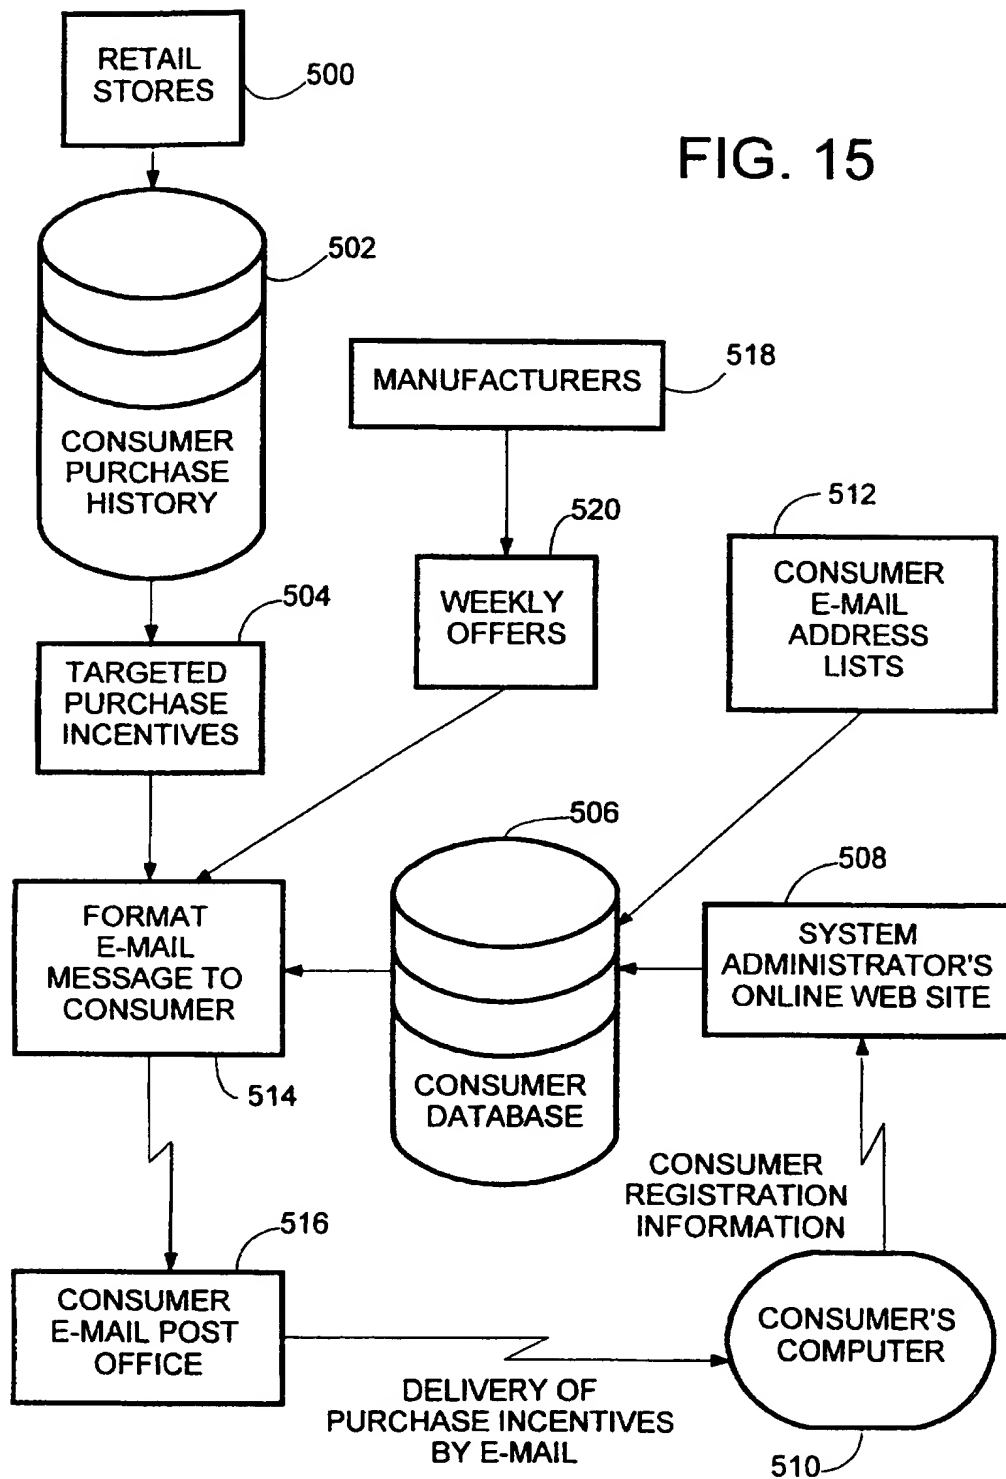 RETAIL
STORES
500
FIG. 15
502
CONSUMER
PURCHASE
HISTORY
MANUFACTURERS
518
520
WEEKLY
OFFERS
512
CONSUMER
E-MAIL
ADDRESS
LISTS
504
TARGETED
PURCHASE
INCENTIVES
506
CONSUMER
DATABASE
508
SYSTEM
ADMINISTRATOR'S
ONLINE WEB SITE
FORMAT
E-MAIL
MESSAGE TO
CONSUMER
514
CONSUMER
REGISTRATION
INFORMATION
516
CONSUMER
E-MAIL POST
OFFICE
DELIVERY OF
PURCHASE INCENTIVES
BY E-MAIL
CONSUMER'S
COMPUTER
510